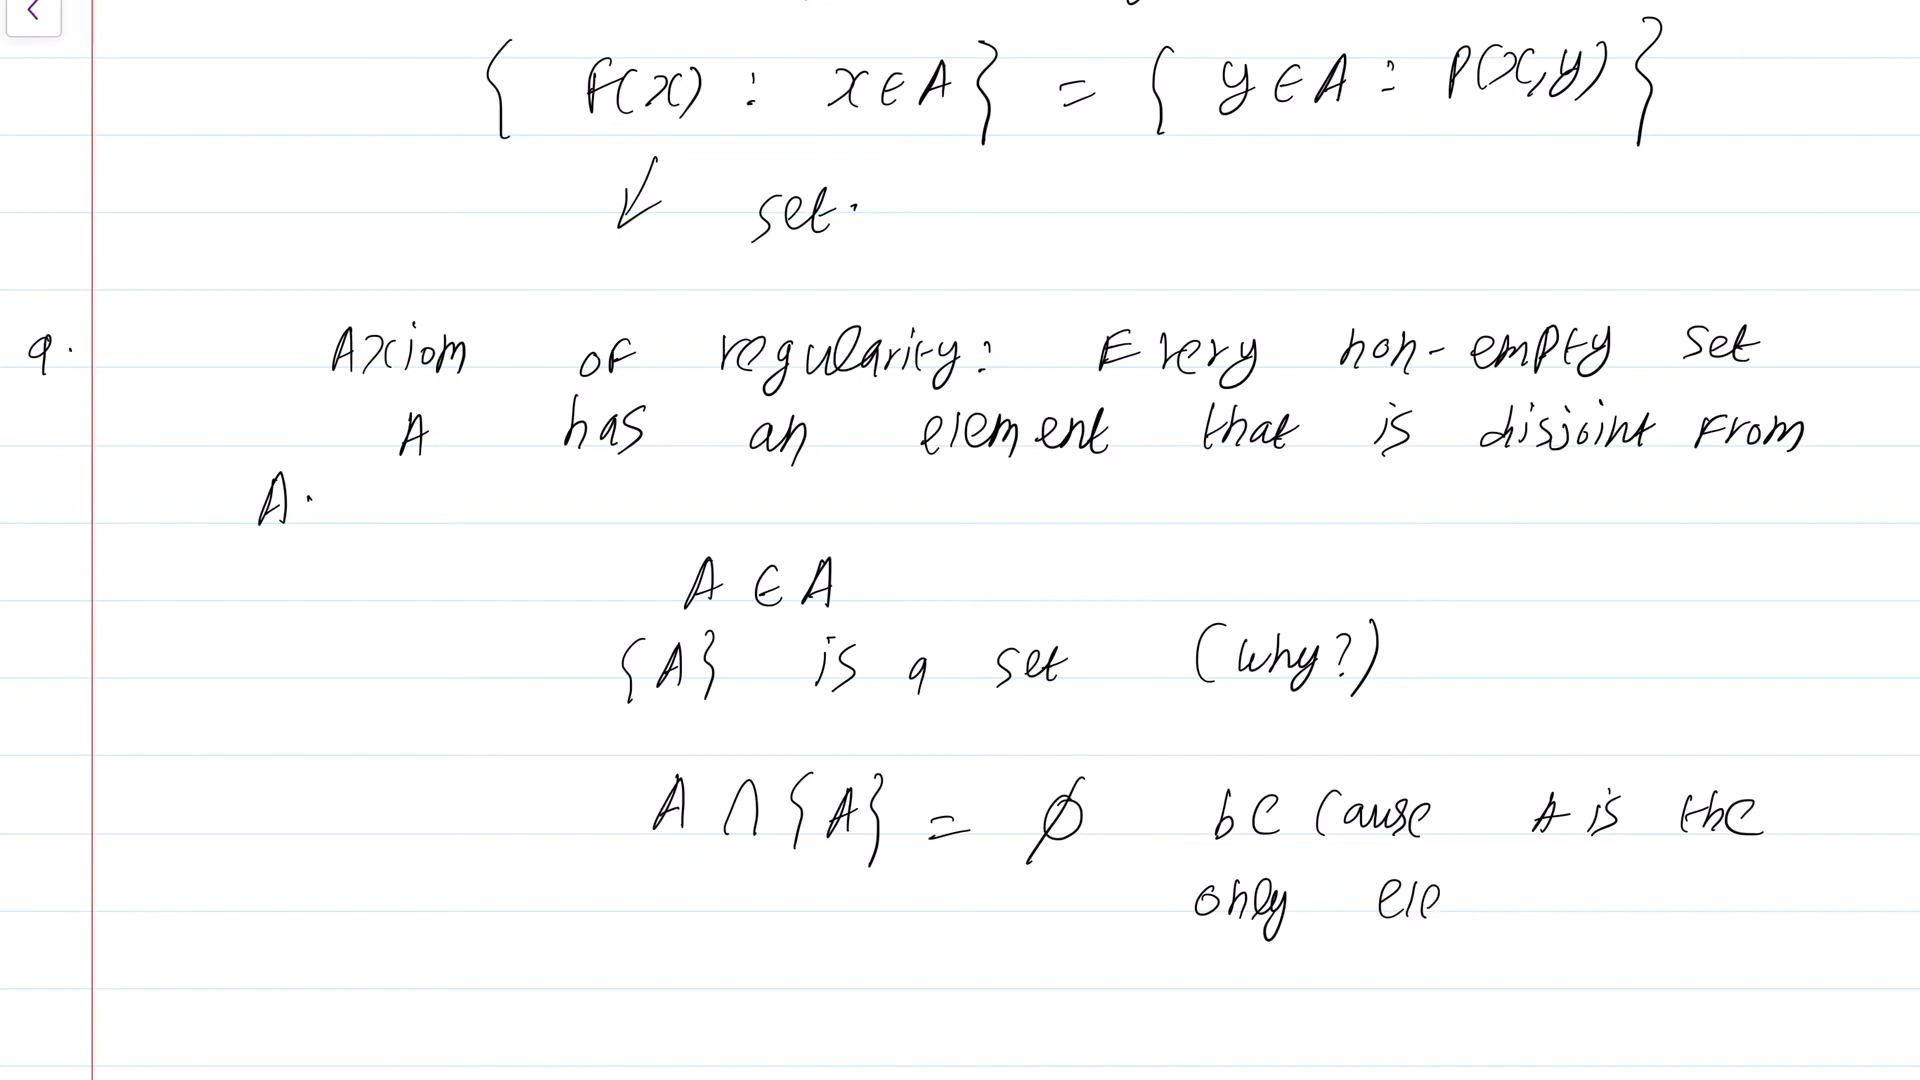 { F(x) : x ∈ A } = { y ∈ A : P(x,y) }
set.
9. Axiom of regularity: Every non-empty set
A has an element that is disjoint from
A.
A ∈ A
{A} is a set (why?)
A ∩ {A} = ∅ because A is the
only ele